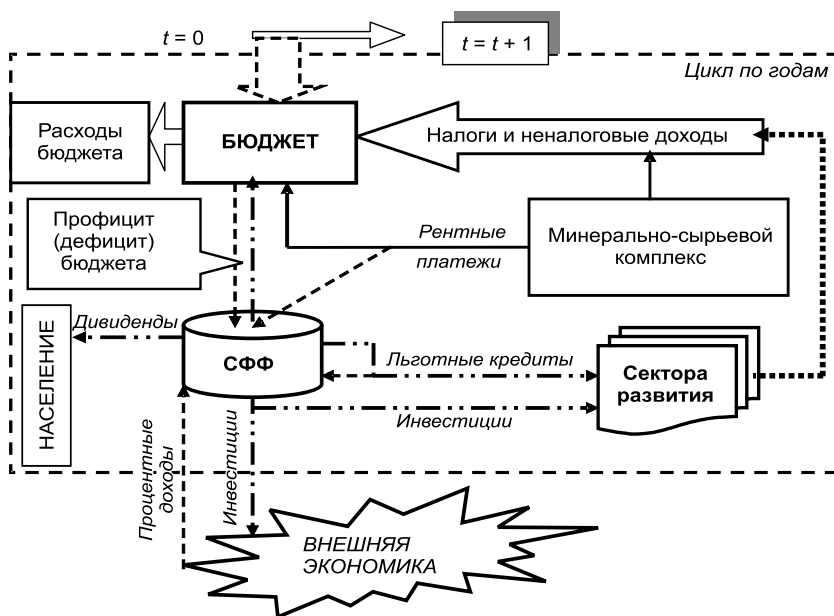 t = 0
t = t + 1
Цикл по годам
Расходы
бюджета
БЮДЖЕТ
Налоги и неналоговые доходы
Профицит
(дефицит)
бюджета
Рентные
платежи
Минерально-сырьевой
комплекс
НАСЕЛЕНИЕ
Дивиденды
СФФ
Льготные кредиты
Инвестиции
Сектора
развития
Процентные
доходы
Инвестиции
ВНЕШНЯЯ
ЭКОНОМИКА